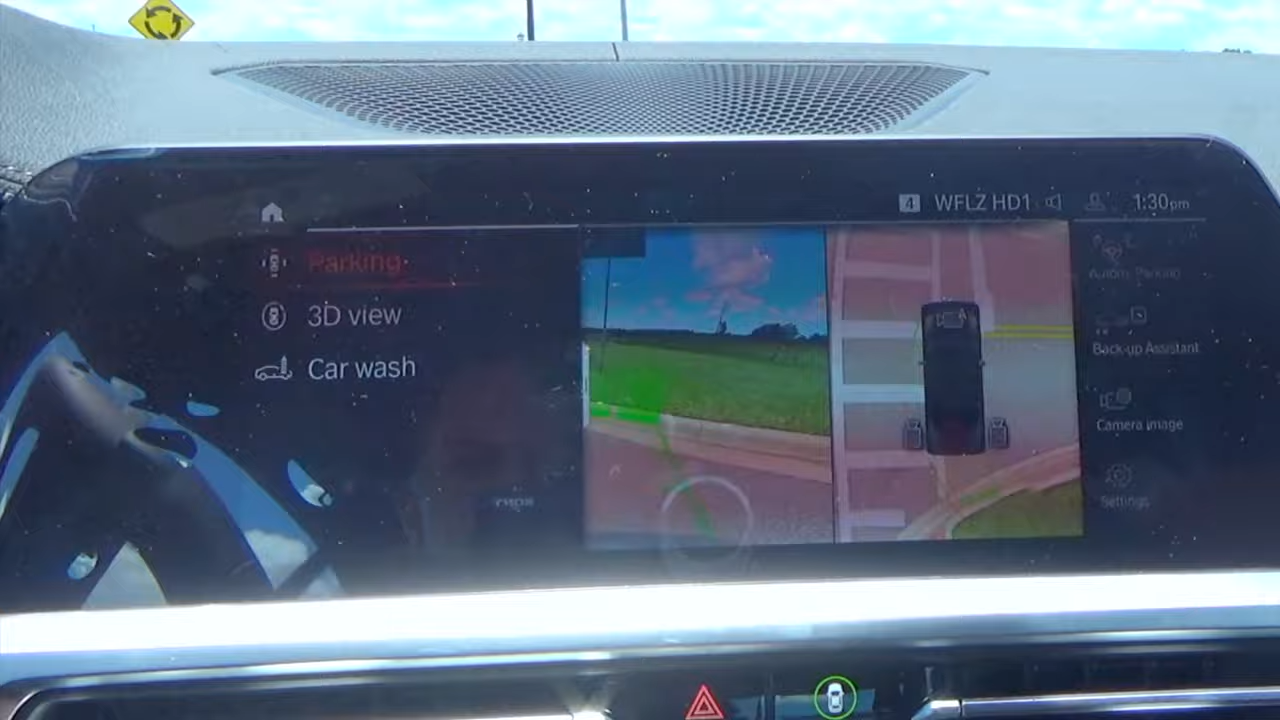 4 WFLZ HD1 1:30pm
Parking
3D view
Car wash
Autom. Parking
Back-up Assistant
Camera image
Settings